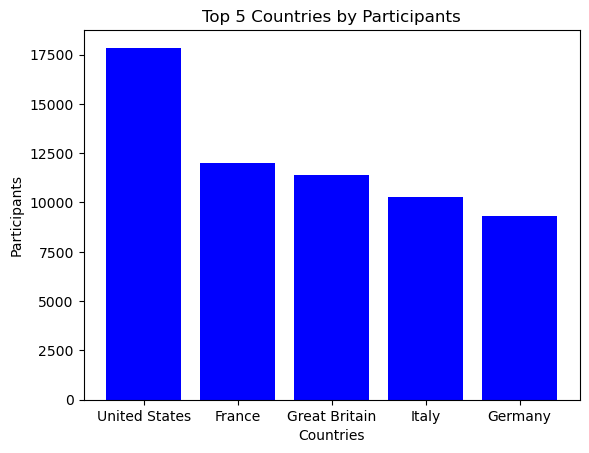 Top 5 Countries by Participants
Participants
17500
15000
12500
10000
7500
5000
2500
0
United States France Great Britain Italy Germany
Countries